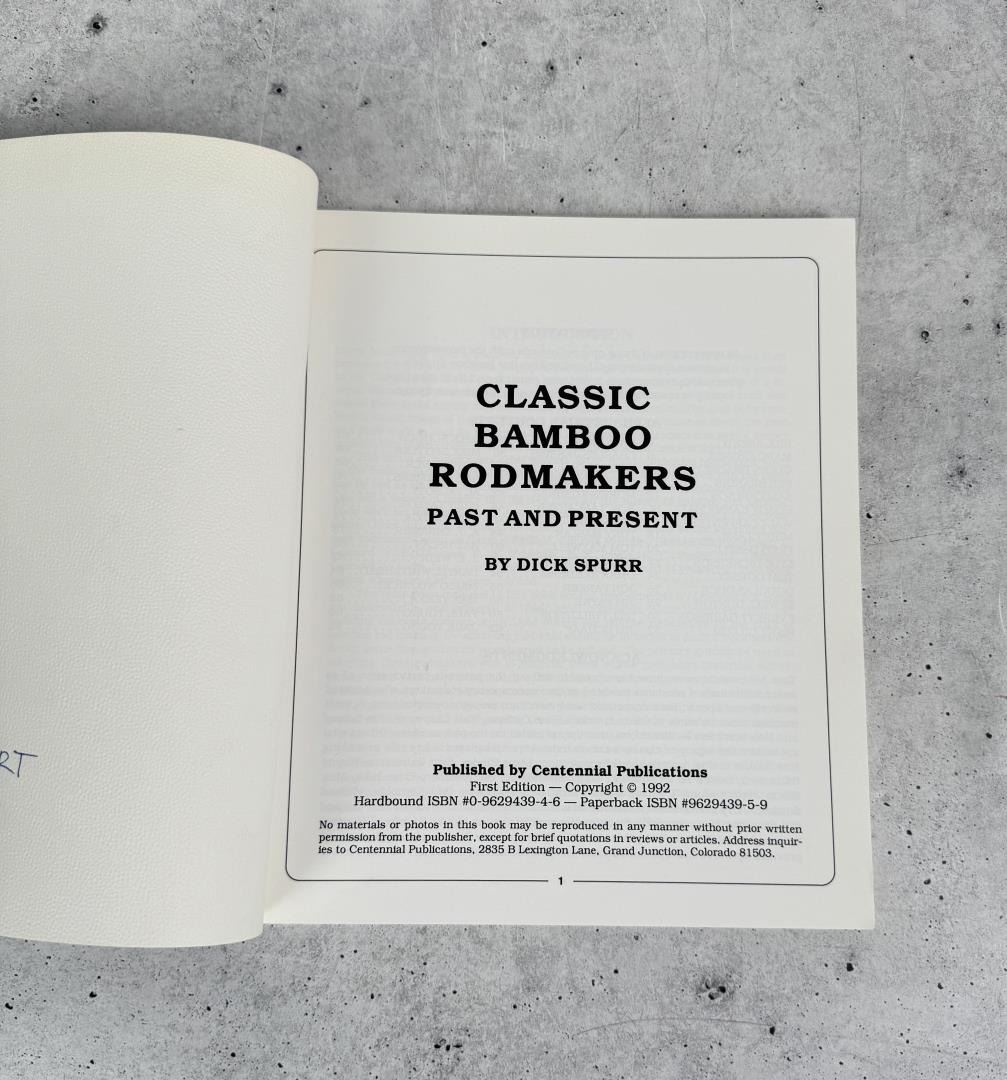 CLASSIC
BAMBOO
RODMAKERS
PAST AND PRESENT
BY DICK SPURR
Published by Centennial Publications
First Edition — Copyright © 1992
Hardbound ISBN #0-9629439-4-6 — Paperback ISBN #9629439-5-9
No materials or photos in this book may be reproduced in any manner without prior written
permission from the publisher, except for brief quotations in reviews or articles. Address inquir-
ies to Centennial Publications, 2835 B Lexington Lane, Grand Junction, Colorado 81503.
1
RT